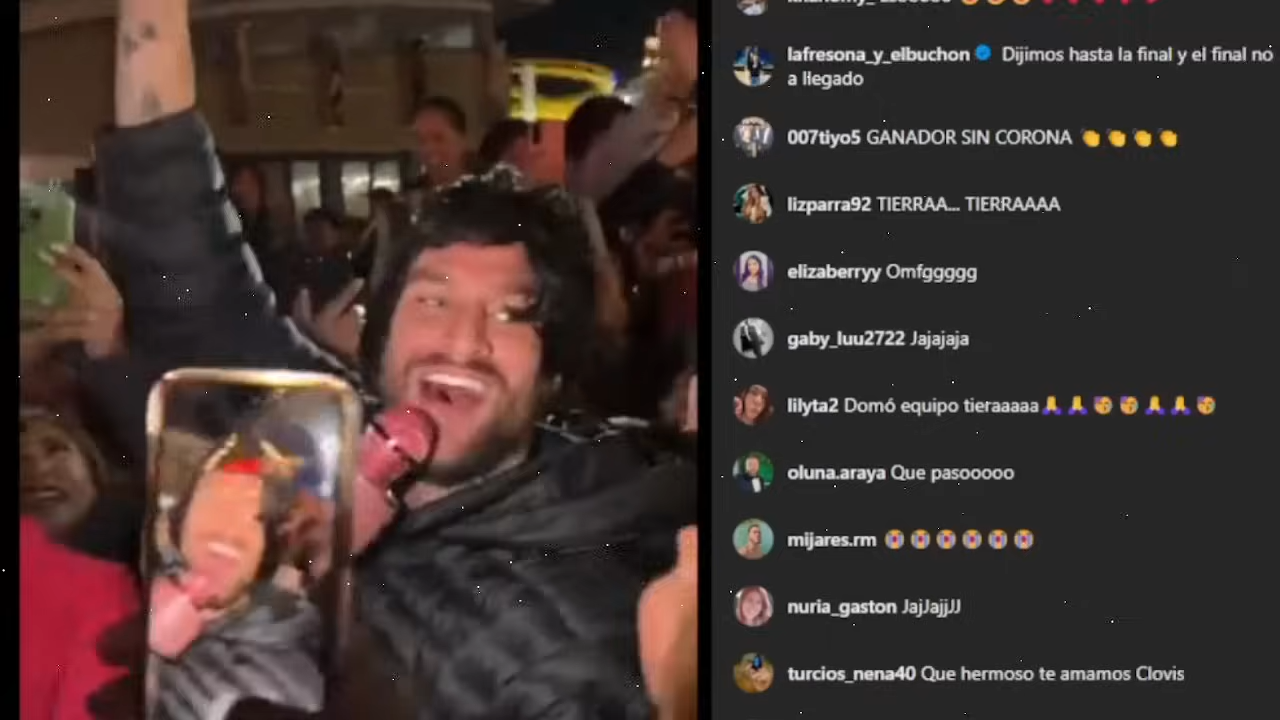 lafresona_y_elbuchon Dijimos hasta la final y el final no
a llegado
007tiyo5 GANADOR SIN CORONA 👏👏👏👏
lizparra92 TIERRAA... TIERRAAAA
elizaberryy Omfggggg
gaby_luu2722 Jajajaja
lilyta2 Domó equipo tieraaaaa🙏🙏🥳🥳🙏🙏🥳
oluna.araya Que pasooooo
mijares.rm 😭😭😭😭😭😭
nuria_gaston JajJajjJJ
turcios_nena40 Que hermoso te amamos Clovis